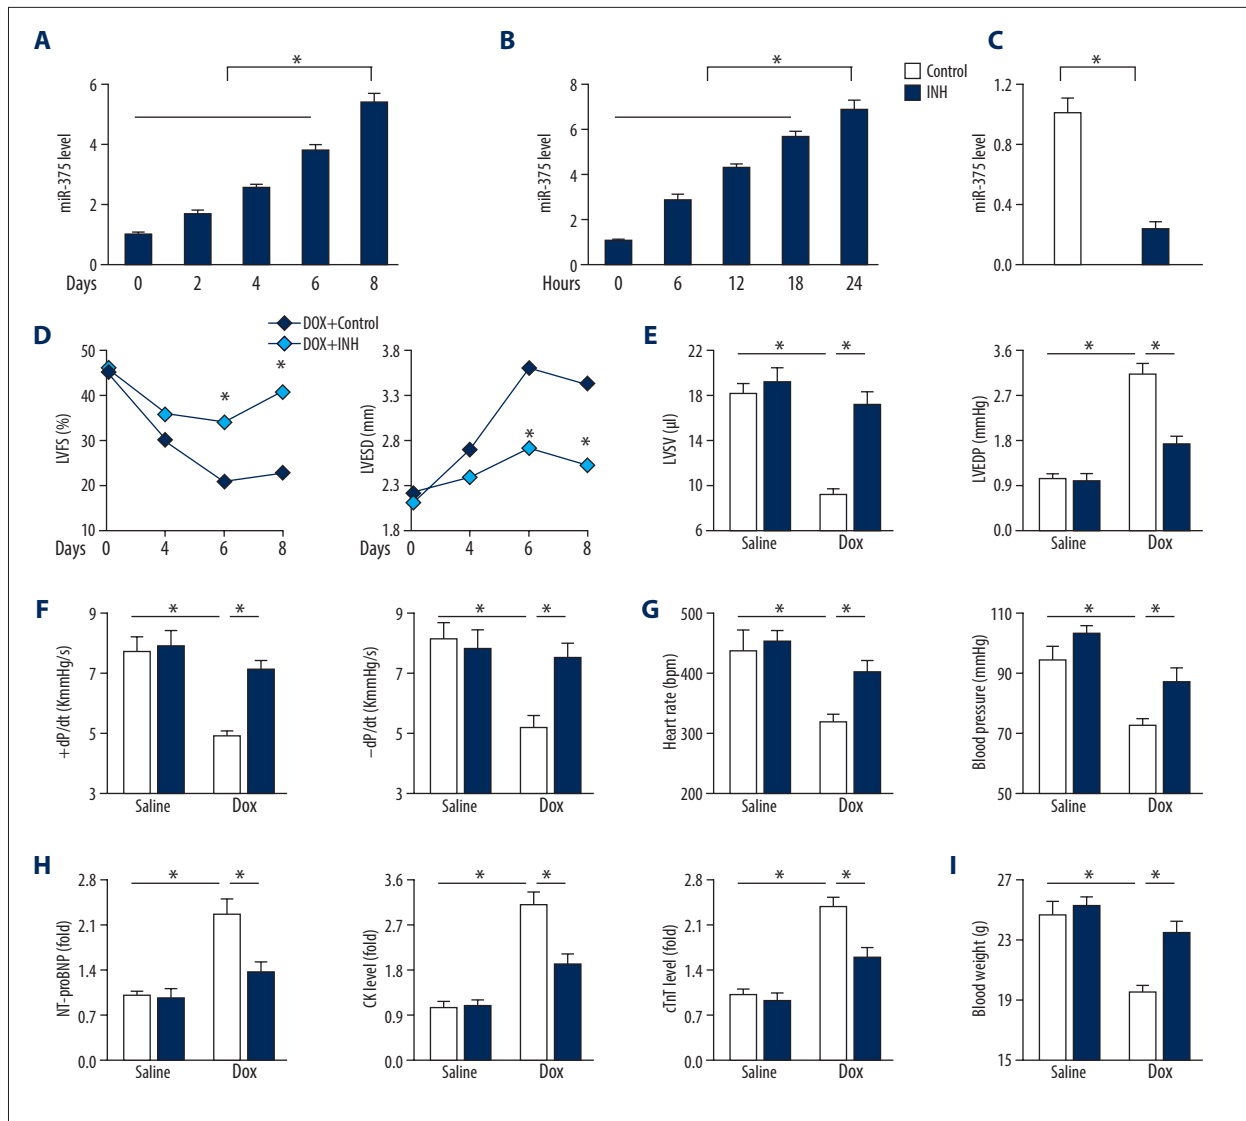 A
*
miR-375 level
6
4
2
0
Days 0 2 4 6 8
B
*
miR-375 level
8
6
4
2
0
Hours 0 6 12 18 24
Control
INH
C
*
miR-375 level
1.2
0.8
0.4
0.0
D
DOX+Control
DOX+INH
LVFS (%)
50
40
30
20
10
* *
Days 0 4 6 8
LVESD (mm)
3.8
3.3
2.8
2.3
1.8
* *
0 4 6 8
E
* *
LVSV (µl)
22
18
14
10
6
Saline Dox
* *
LVEDP (mmHg)
3.6
2.7
1.8
0.9
0.0
Saline Dox
F
* *
+dP/dt (KmmHg/s)
9
7
5
3
Saline Dox
* *
−dP/dt (KmmHg/s)
9
7
5
3
Saline Dox
G
* *
Heart rate (bpm)
500
400
300
200
Saline Dox
* *
Blood pressure (mmHg)
110
90
70
50
Saline Dox
H
* *
NT-proBNP (fold)
2.8
2.1
1.4
0.7
0.0
Saline Dox
* *
CK level (fold)
3.6
2.7
1.8
0.9
0.0
Saline Dox
* *
cTnT level (fold)
2.8
2.1
1.4
0.7
0.0
Saline Dox
I
* *
Blood weight (g)
27
23
19
15
Saline Dox